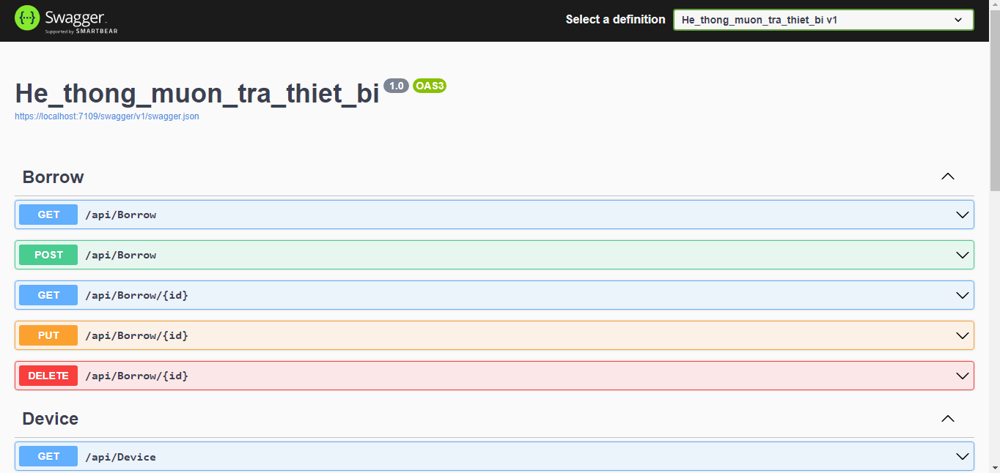 Swagger
Supported by SMARTBEAR
Select a definition
He_thong_muon_tra_thiet_bi v1
He_thong_muon_tra_thiet_bi 1.0 OAS3
https://localhost:7109/swagger/v1/swagger.json
Borrow
GET /api/Borrow
POST /api/Borrow
GET /api/Borrow/{id}
PUT /api/Borrow/{id}
DELETE /api/Borrow/{id}
Device
GET /api/Device